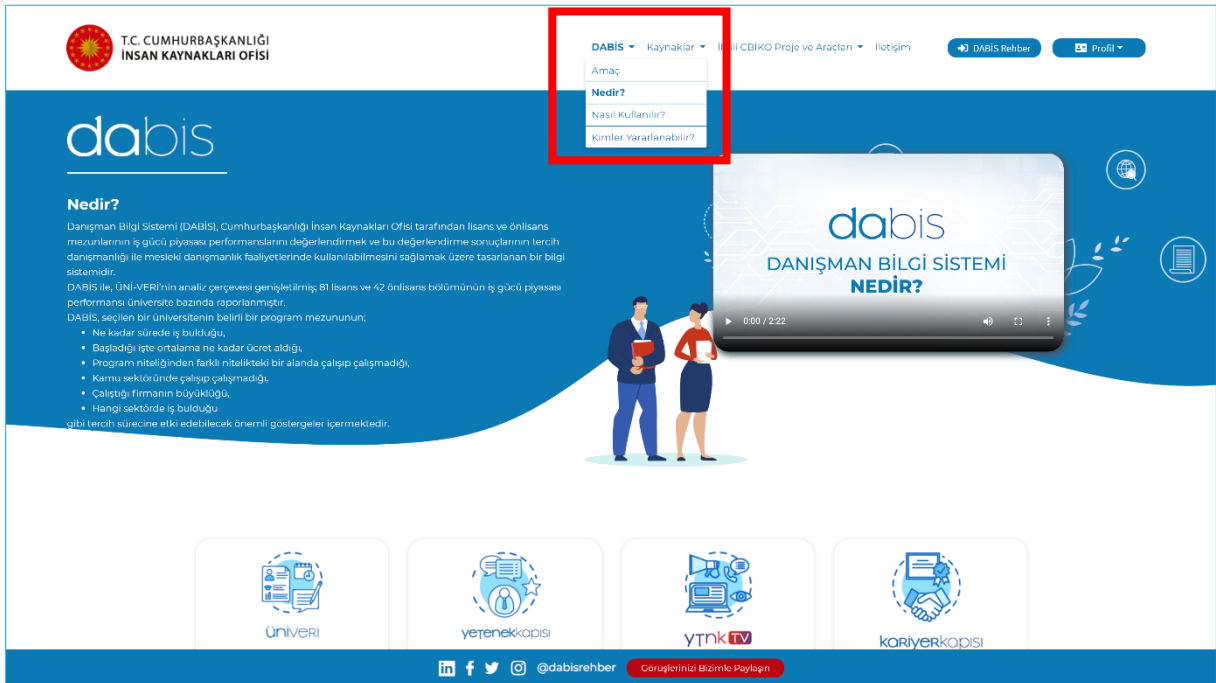 T.C. CUMHURBAŞKANLIĞI
İNSAN KAYNAKLARI OFİSİ
DABİS Kaynaklar İlgili CBİKO Proje ve Araçları İletişim DABİS Rehber Profil
Amaç
Nedir?
Nasıl Kullanılır?
Kimler Yararlanabilir?
dabis
Nedir?
Danışman Bilgi Sistemi (DABİS), Cumhurbaşkanlığı İnsan Kaynakları Ofisi tarafından lisans ve önlisans
mezunlarının iş gücü piyasası performanslarını değerlendirmek ve bu değerlendirme sonuçlarının tercih
danışmanlığı ile mesleki danışmanlık faaliyetlerinde kullanılabilmesini sağlamak üzere tasarlanan bir bilgi
sistemidir.
DABİS ile, ÜNİ-VERİ'nin analiz çerçevesi genişletilmiş; 81 lisans ve 42 önlisans bölümünün iş gücü piyasası
performansı üniversite bazında raporlanmıştır.
DABİS, seçilen bir üniversitenin belirli bir program mezununun;
• Ne kadar sürede iş bulduğu,
• Başladığı işte ortalama ne kadar ücret aldığı,
• Program niteliğinden farklı nitelikteki bir alanda çalışıp çalışmadığı,
• Kamu sektöründe çalışıp çalışmadığı,
• Çalıştığı firmanın büyüklüğü,
• Hangi sektörde iş bulduğu
gibi tercih sürecine etki edebilecek önemli göstergeler içermektedir.
dabis
DANIŞMAN BİLGİ SİSTEMİ
NEDİR?
0:00 / 2:22
üniveri
yetenekkapısı
yTnk TV
kariyerkapısı
@dabisrehber Görüşlerinizi Bizimle Paylaşın